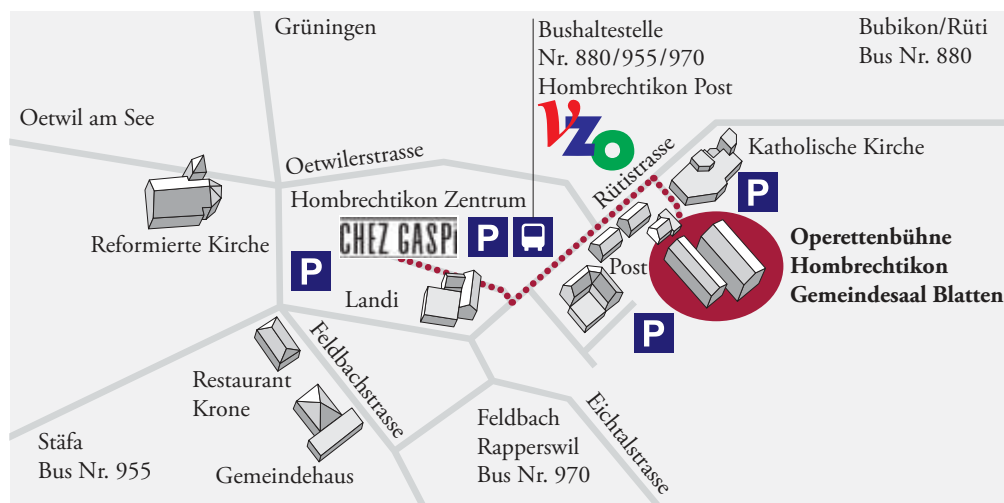 Grüningen
Bushaltestelle
Nr. 880/955/970
Hombrechtikon Post
Bubikon/Rüti
Bus Nr. 880
Oetwil am See
vzo
Oetwilerstrasse
Rütistrasse
Katholische Kirche
P
Hombrechtikon Zentrum
CHEZ GASPI
P
Reformierte Kirche
P
Landi
Post
P
Operettenbühne
Hombrechtikon
Gemeindesaal Blatten
Feldbachstrasse
Restaurant
Krone
Gemeindehaus
Stäfa
Bus Nr. 955
Feldbach
Rapperswil
Bus Nr. 970
Eichtalstrasse